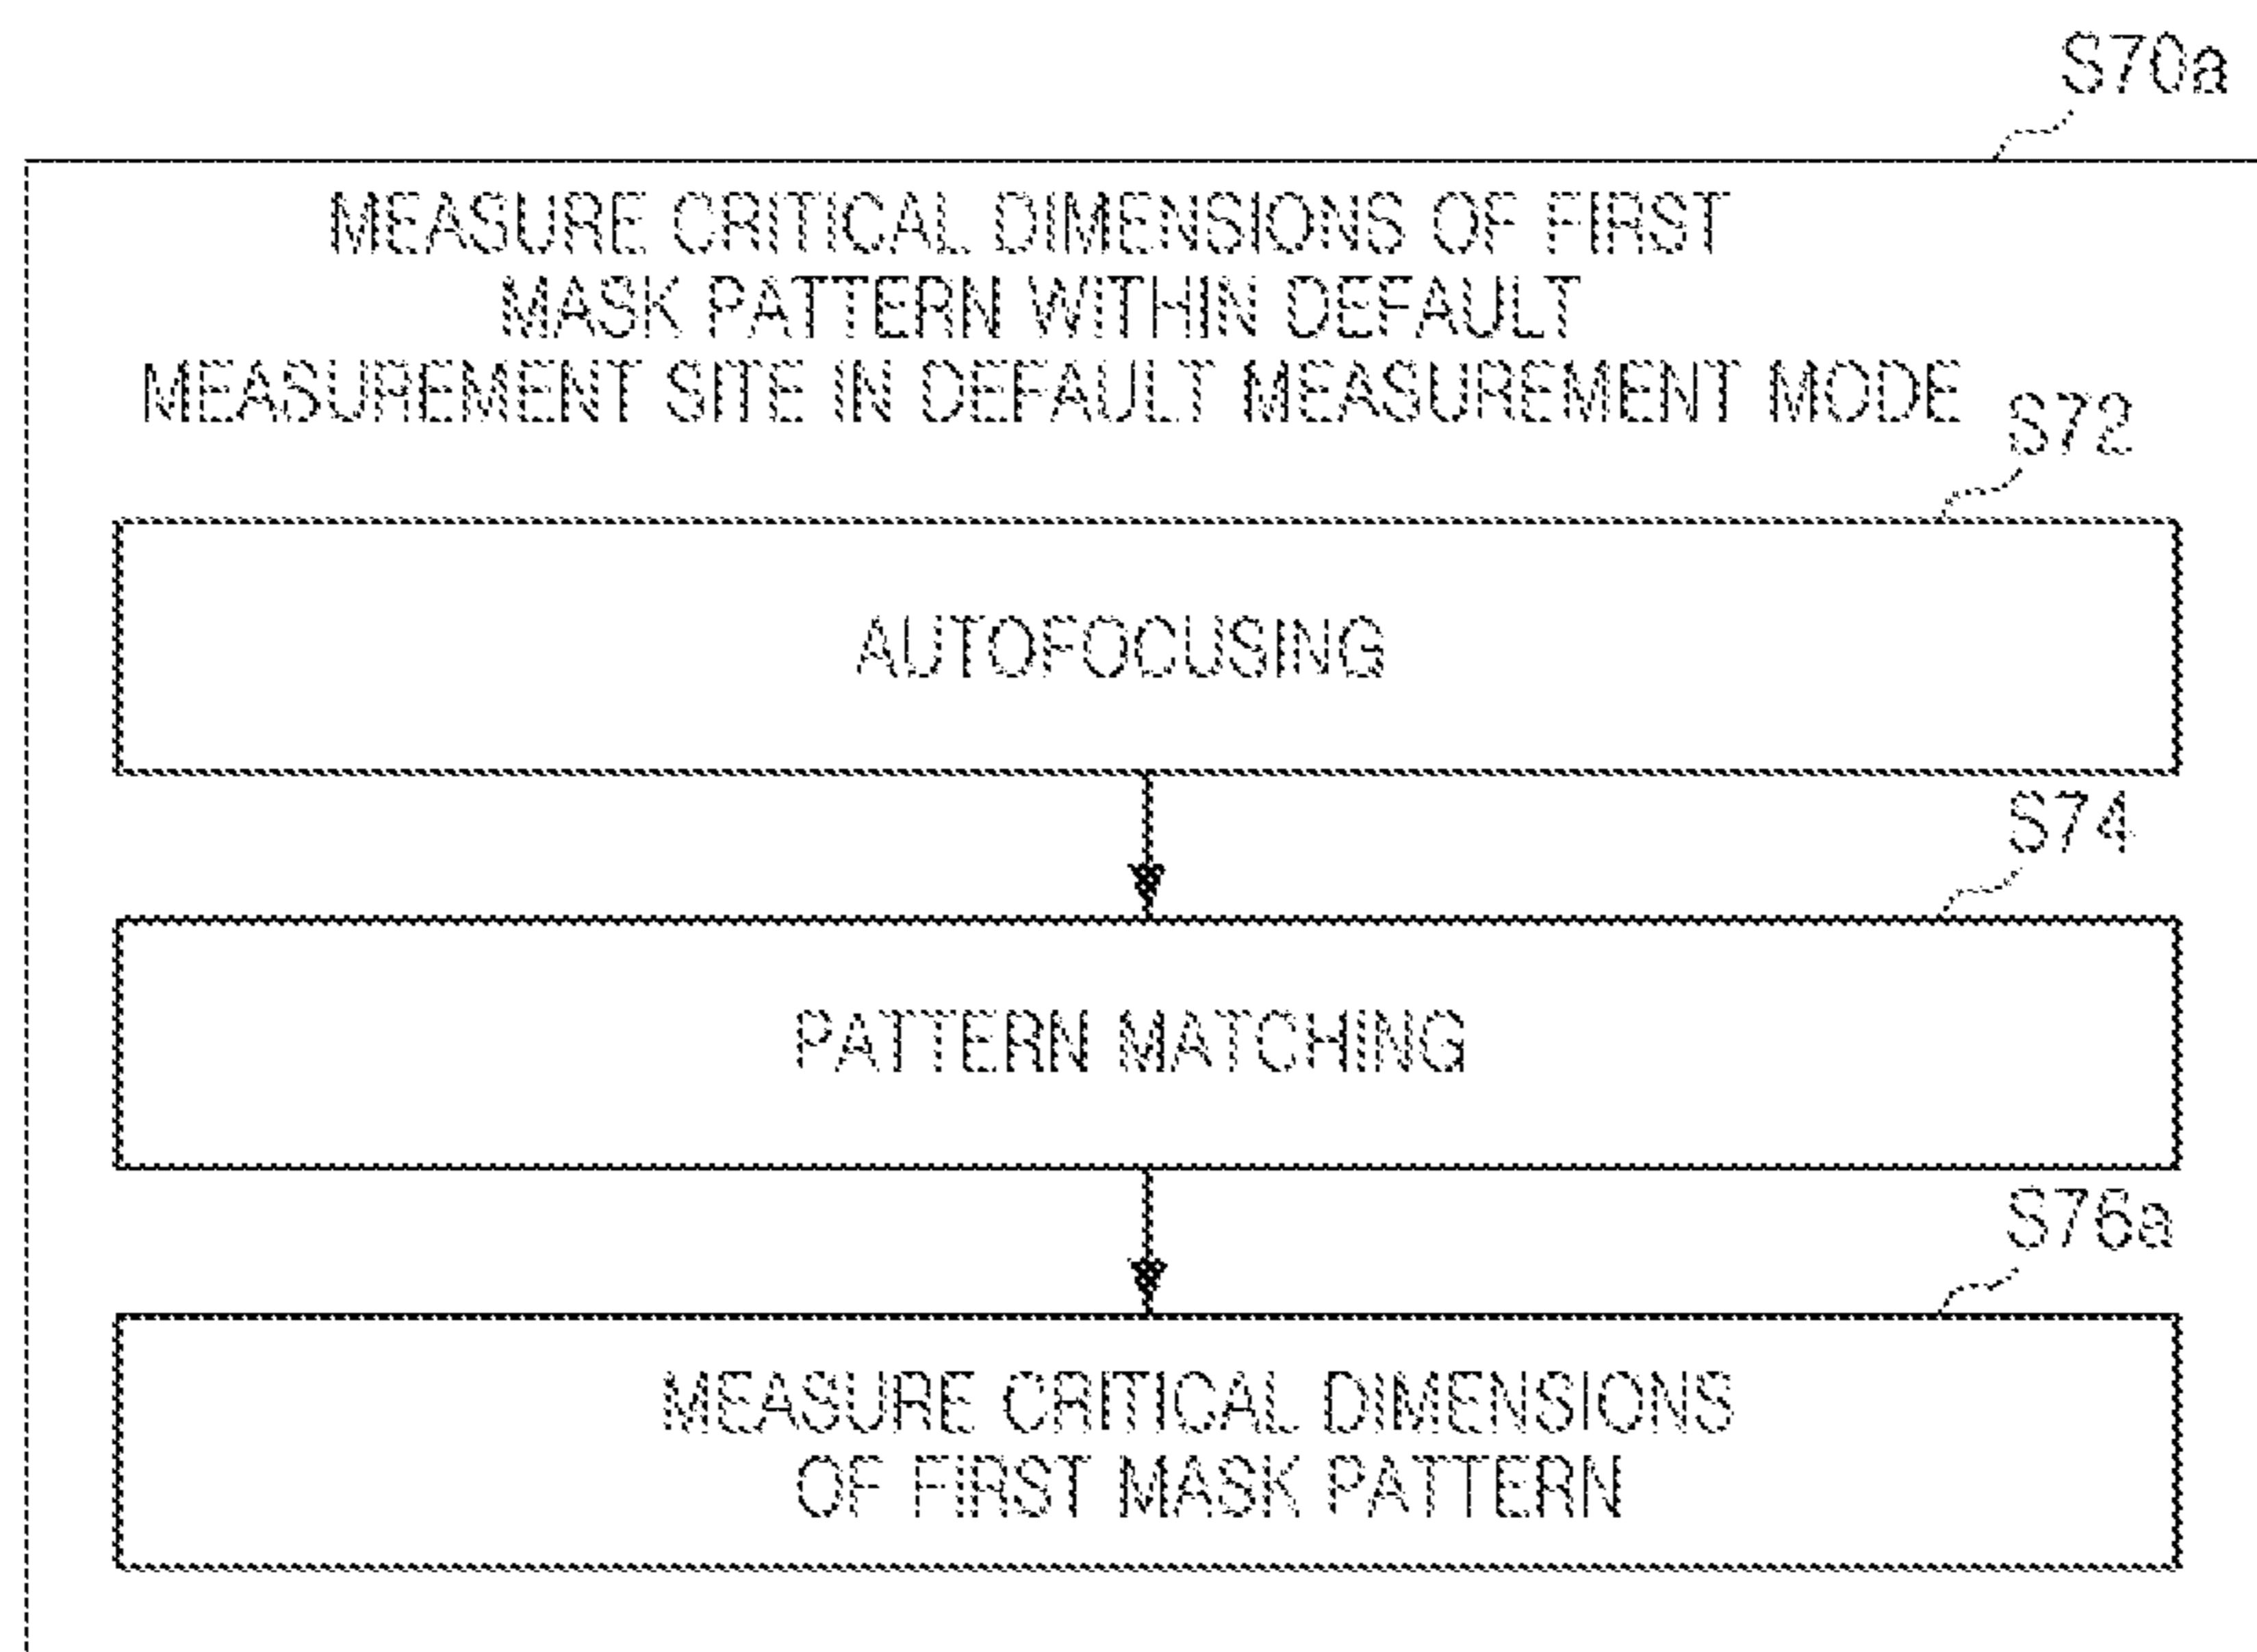 S70a
MEASURE CRITICAL DIMENSIONS OF FIRST
MASK PATTERN WITHIN DEFAULT
MEASUREMENT SITE IN DEFAULT MEASUREMENT MODE
S72
AUTOFOCUSING
S74
PATTERN MATCHING
S76a
MEASURE CRITICAL DIMENSIONS
OF FIRST MASK PATTERN